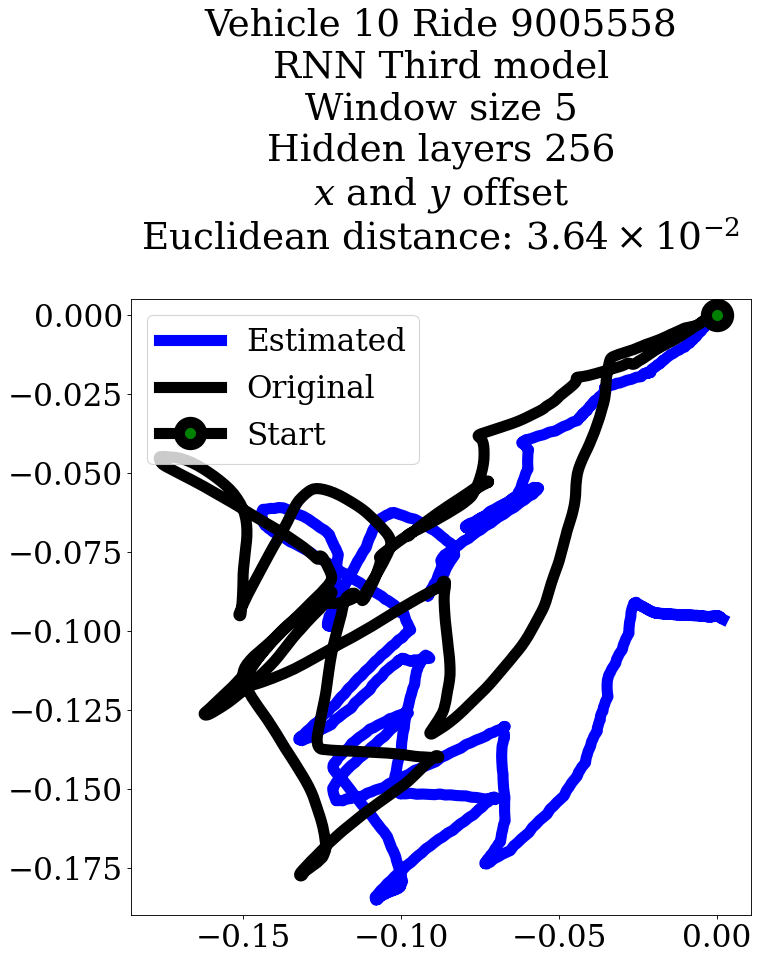 Vehicle 10 Ride 9005558
RNN Third model
Window size 5
Hidden layers 256
x and y offset
Euclidean distance: 3.64 × 10⁻²
Estimated
Original
Start
0.000
−0.025
−0.050
−0.075
−0.100
−0.125
−0.150
−0.175
−0.15
−0.10
−0.05
0.00